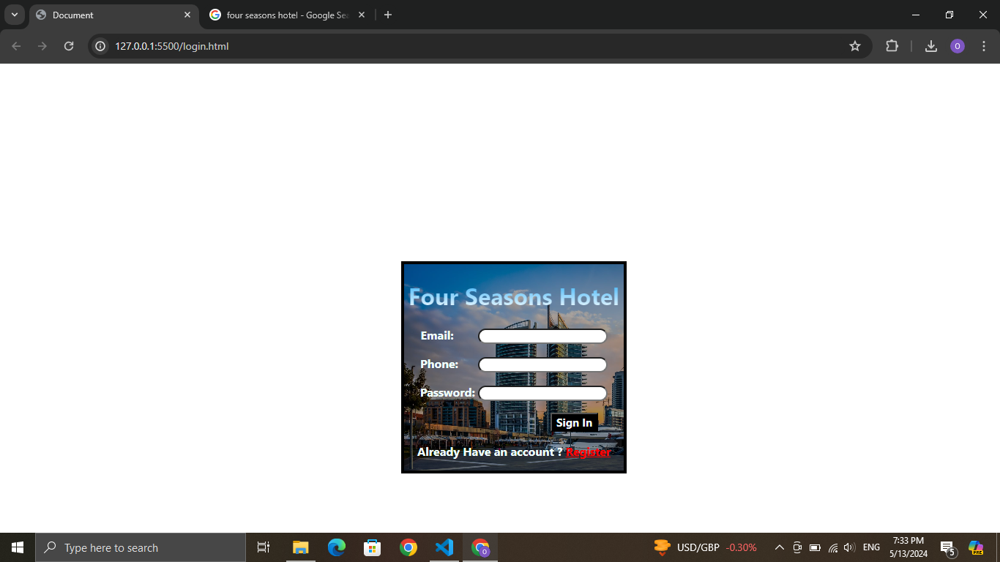 Document
four seasons hotel - Google Sea
127.0.0.1:5500/login.html
O
Four Seasons Hotel
Email:
Phone:
Password:
Sign In
Already Have an account ? Register
Type here to search
O
USD/GBP -0.30%
ENG
7:33 PM
5/13/2024
5
PRE